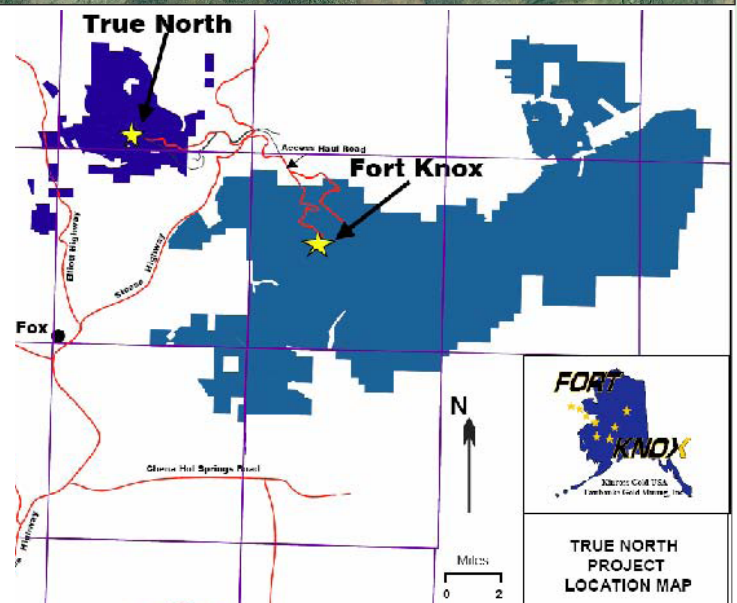 True North
Access Haul Road
Fort Knox
Elliott Highway
Steese Highway
Fox
Chena Hot Springs Road
Highway
N
Miles
0 2
FORT
KNOX
Kinross Gold USA
Fairbanks Gold Mining, Inc.
TRUE NORTH
PROJECT
LOCATION MAP